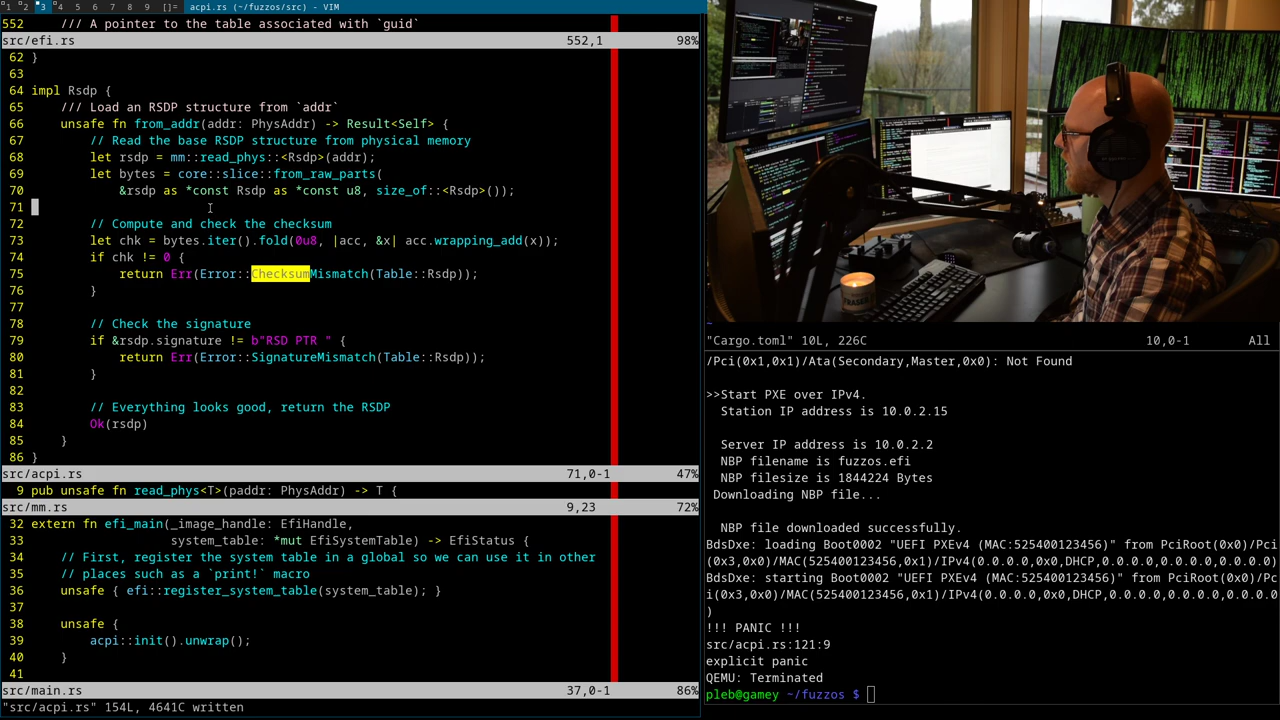 1 2 3 4 5 6 7 8 9 []= acpi.rs (~/fuzzos/src) - VIM
552     /// A pointer to the table associated with `guid`
src/efi.rs 552,1 98%
62 }
63
64 impl Rsdp {
65     /// Load an RSDP structure from `addr`
66     unsafe fn from_addr(addr: PhysAddr) -> Result<Self> {
67         // Read the base RSDP structure from physical memory
68         let rsdp = mm::read_phys::<Rsdp>(addr);
69         let bytes = core::slice::from_raw_parts(
70             &rsdp as *const Rsdp as *const u8, size_of::<Rsdp>());
71
72         // Compute and check the checksum
73         let chk = bytes.iter().fold(0u8, |acc, &x| acc.wrapping_add(x));
74         if chk != 0 {
75             return Err(Error::ChecksumMismatch(Table::Rsdp));
76         }
77
78         // Check the signature
79         if &rsdp.signature != b"RSD PTR " {
80             return Err(Error::SignatureMismatch(Table::Rsdp));
81         }
82
83         // Everything looks good, return the RSDP
84         Ok(rsdp)
85     }
86 }
src/acpi.rs 71,0-1 47%
9 pub unsafe fn read_phys<T>(paddr: PhysAddr) -> T {
src/mm.rs 9,23 72%
32 extern fn efi_main(_image_handle: EfiHandle,
33                    system_table: *mut EfiSystemTable) -> EfiStatus {
34     // First, register the system table in a global so we can use it in other
35     // places such as a `print!` macro
36     unsafe { efi::register_system_table(system_table); }
37
38     unsafe {
39         acpi::init().unwrap();
40     }
41
src/main.rs 37,0-1 86%
"src/acpi.rs" 154L, 4641C written
~
"Cargo.toml" 10L, 226C 10,0-1 All
/Pci(0x1,0x1)/Ata(Secondary,Master,0x0): Not Found
>>Start PXE over IPv4.
  Station IP address is 10.0.2.15
  Server IP address is 10.0.2.2
  NBP filename is fuzzos.efi
  NBP filesize is 1844224 Bytes
 Downloading NBP file...
  NBP file downloaded successfully.
BdsDxe: loading Boot0002 "UEFI PXEv4 (MAC:525400123456)" from PciRoot(0x0)/Pci
(0x3,0x0)/MAC(525400123456,0x1)/IPv4(0.0.0.0,0x0,DHCP,0.0.0.0,0.0.0.0,0.0.0.0)
BdsDxe: starting Boot0002 "UEFI PXEv4 (MAC:525400123456)" from PciRoot(0x0)/Pc
i(0x3,0x0)/MAC(525400123456,0x1)/IPv4(0.0.0.0,0x0,DHCP,0.0.0.0,0.0.0.0,0.0.0.0
)
!!! PANIC !!!
src/acpi.rs:121:9
explicit panic
QEMU: Terminated
pleb@gamey ~/fuzzos $